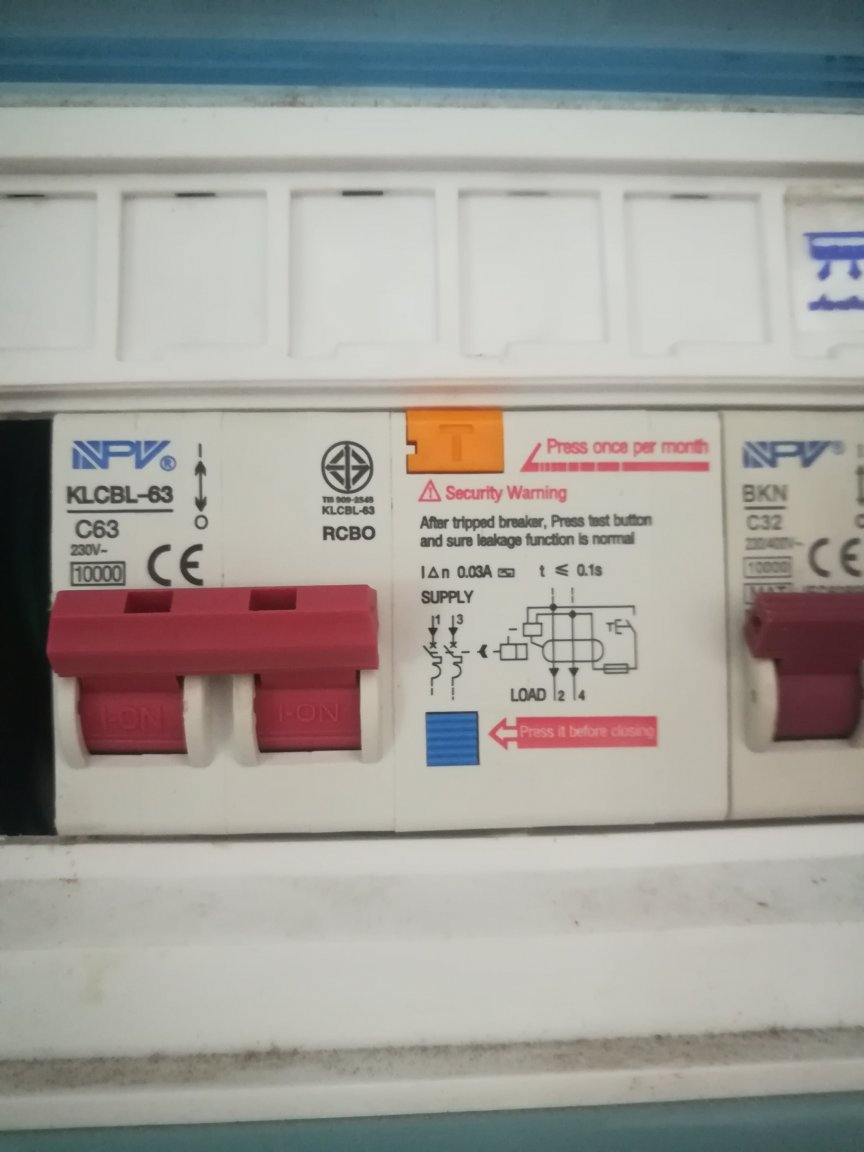 NPV®
KLCBL-63
C63
230V~
10000
CE
I
O
TIS 909-2548
KLCBL-63
RCBO
I-ON
I-ON
T
Press once per month
Security Warning
After tripped breaker, Press test button
and sure leakage function is normal
I∆n 0.03A t ≤ 0.1s
SUPPLY
1 3
T
LOAD 2 4
Press it before closing
NPV®
BKN
C32
230/400V~
10000
CE